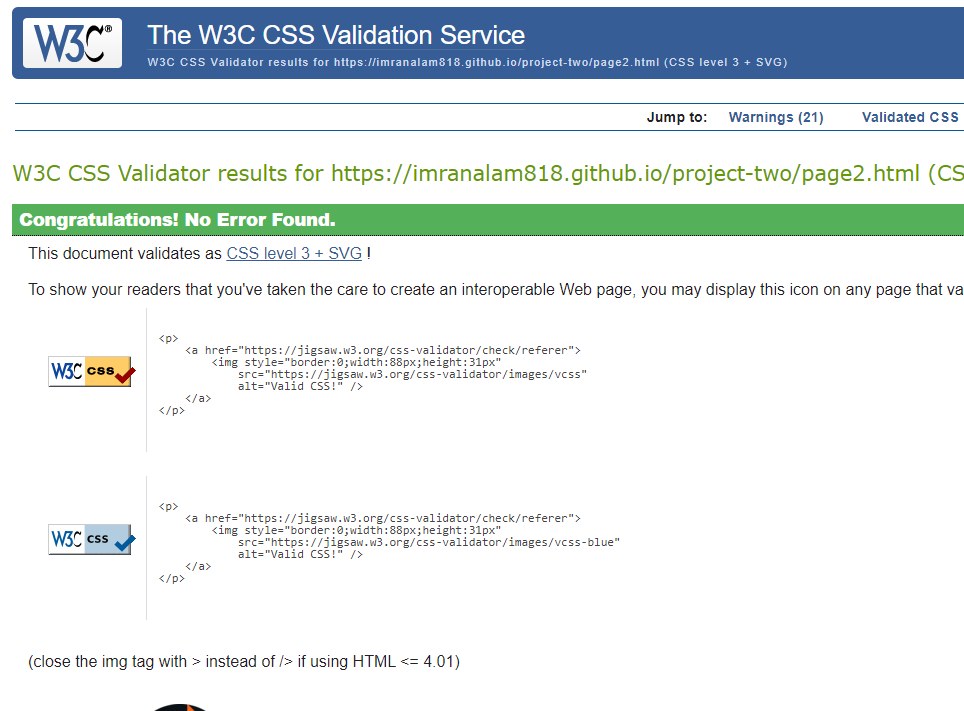 W3C®
The W3C CSS Validation Service
W3C CSS Validator results for https://imranalam818.github.io/project-two/page2.html (CSS level 3 + SVG)
Jump to: Warnings (21) Validated CSS
W3C CSS Validator results for https://imranalam818.github.io/project-two/page2.html (CS
Congratulations! No Error Found.
This document validates as CSS level 3 + SVG !
To show your readers that you've taken the care to create an interoperable Web page, you may display this icon on any page that va
W3C css
<p>
<a href="https://jigsaw.w3.org/css-validator/check/referer">
<img style="border:0;width:88px;height:31px"
src="https://jigsaw.w3.org/css-validator/images/vcss"
alt="Valid CSS!" />
</a>
</p>
W3C css
<p>
<a href="https://jigsaw.w3.org/css-validator/check/referer">
<img style="border:0;width:88px;height:31px"
src="https://jigsaw.w3.org/css-validator/images/vcss-blue"
alt="Valid CSS!" />
</a>
</p>
(close the img tag with > instead of /> if using HTML <= 4.01)